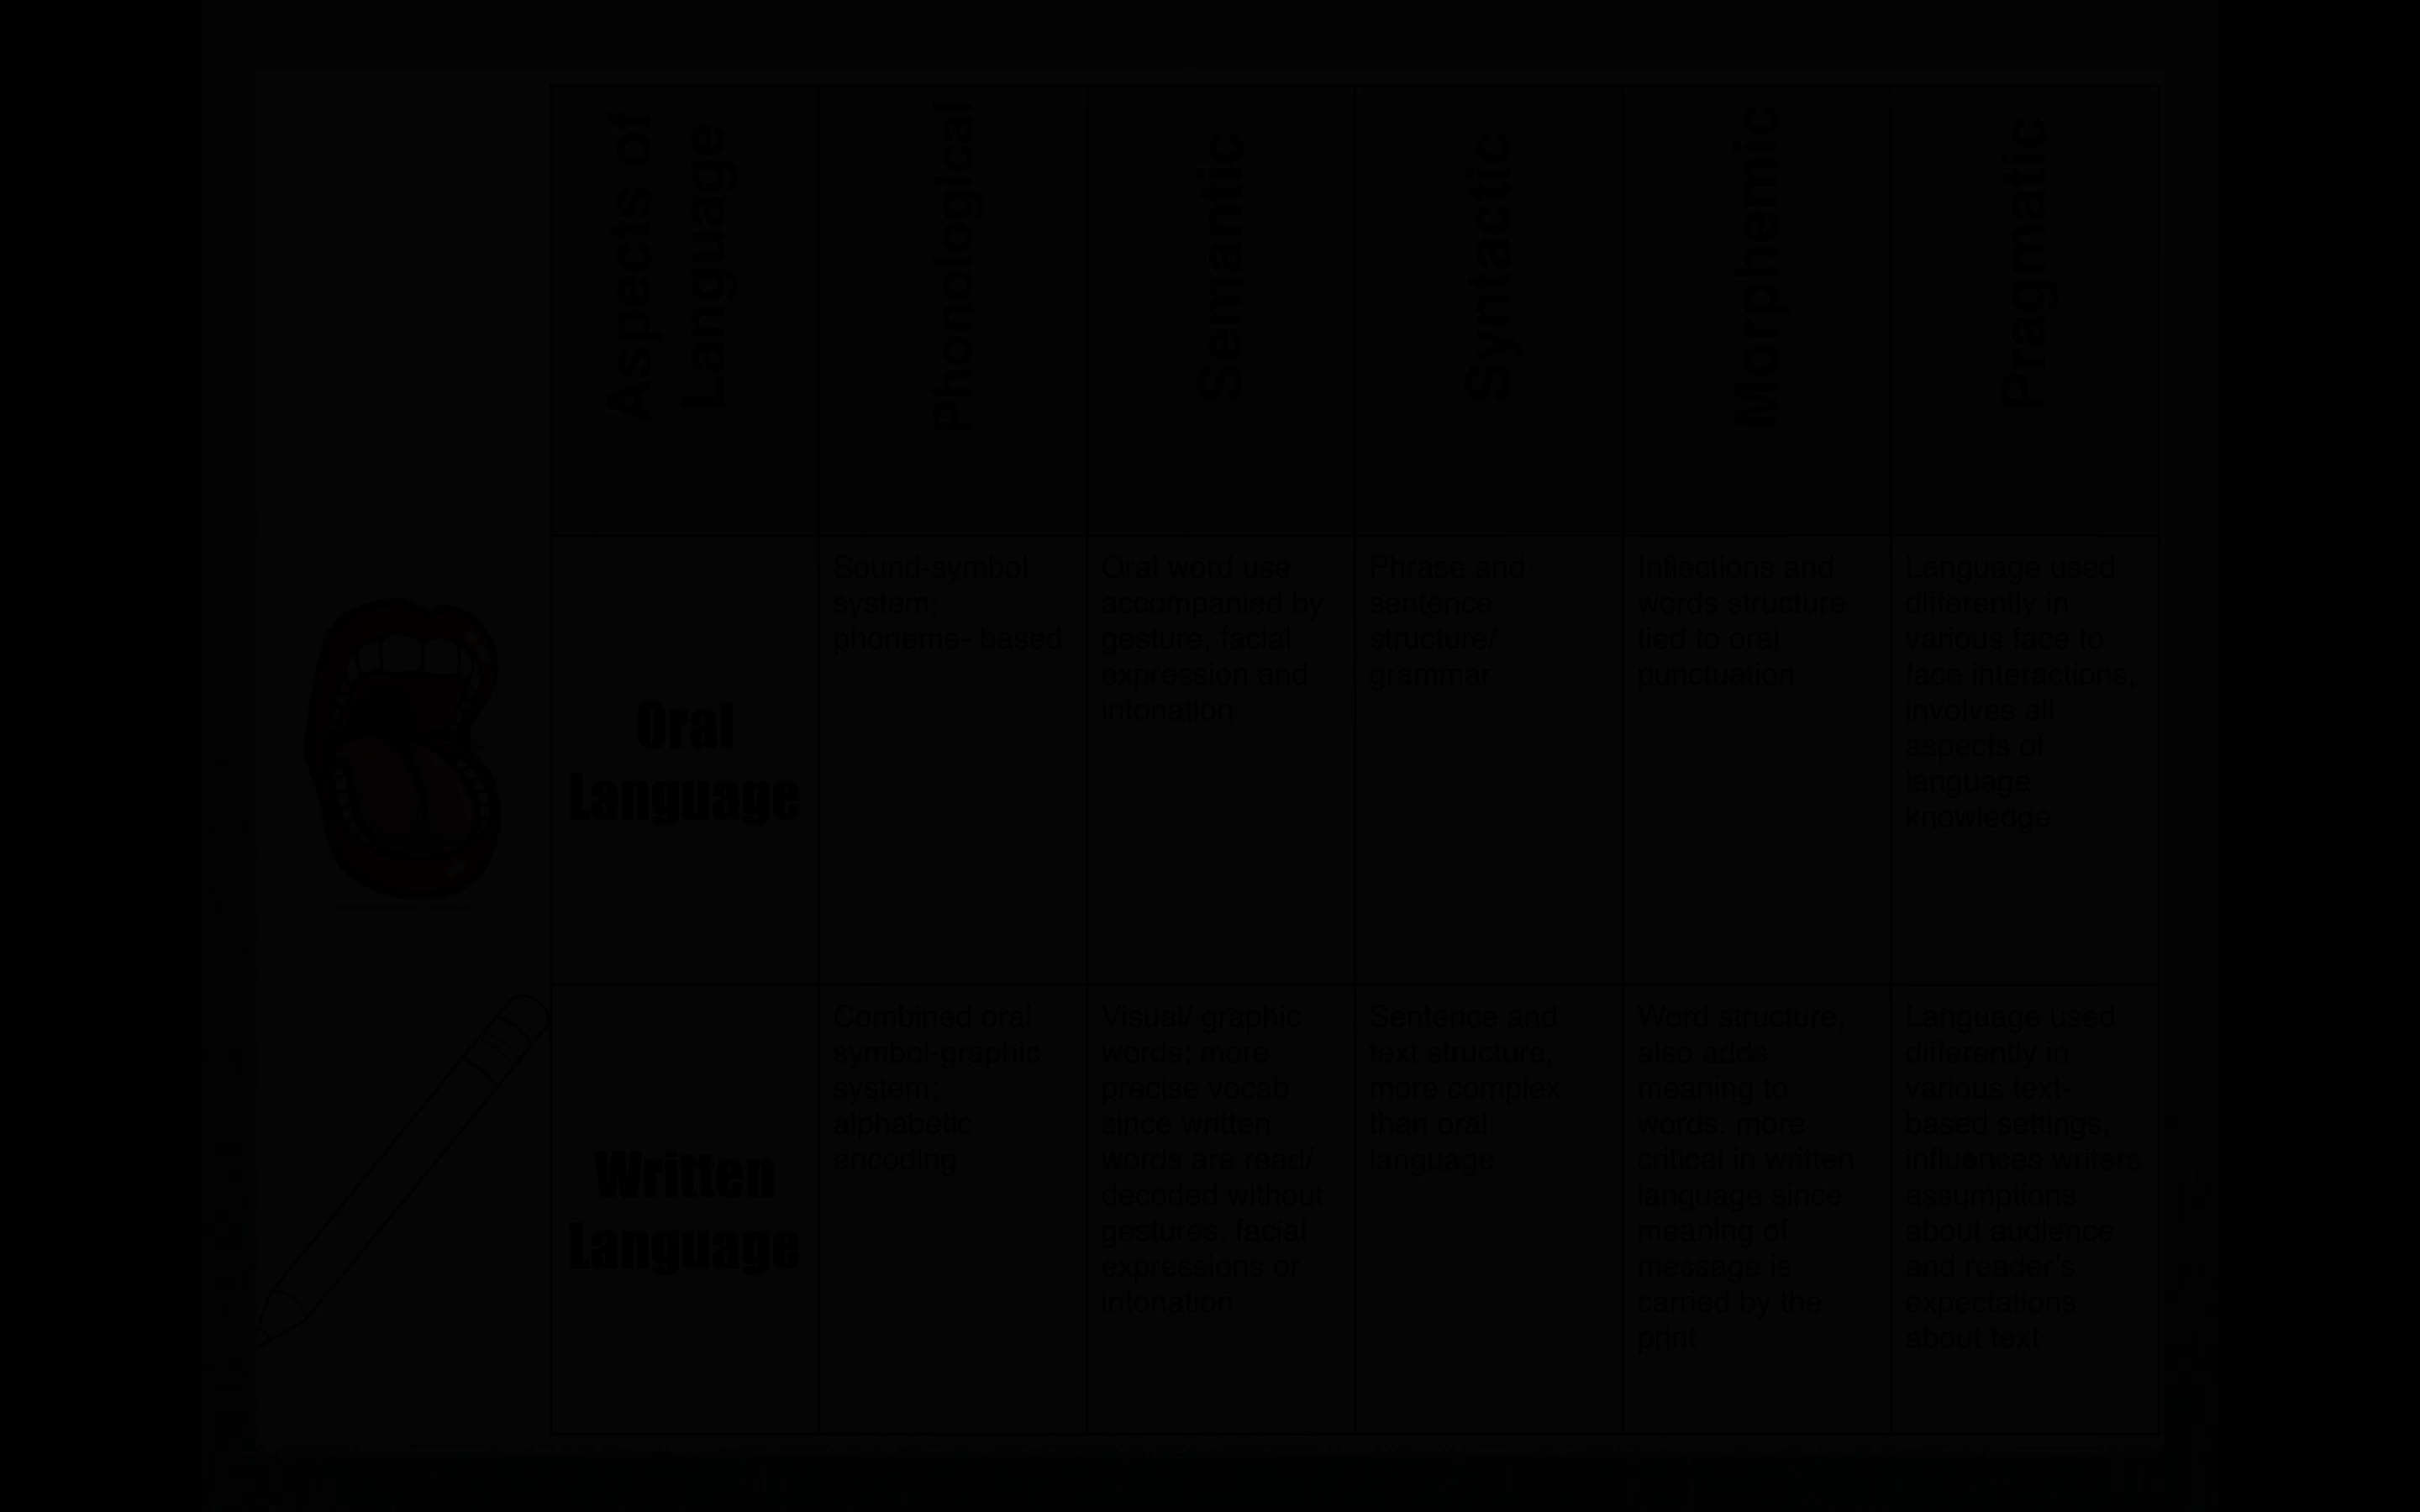 Aspects of
Language
Phonological
Semantic
Syntactic
Morphemic
Pragmatic
Oral
Language
Sound-symbol
system;
phoneme- based
Oral word use
accompanied by
gesture, facial
expression and
intonation
Phrase and
sentence
structure/
grammar
Inflections and
words structure
tied to oral
punctuation
Language used
differently in
various face to
face interactions,
involves all
aspects of
language
knowledge
Written
Language
Combined oral
symbol-graphic
system;
alphabetic
encoding
Visual/ graphic
words; more
precise vocab
since written
words are read/
decoded without
gestures, facial
expressions or
intonation
Sentence and
text structure,
more complex
than oral
language
Word structure,
also adds
meaning to
words, more
critical in written
language since
meaning of
message is
carried by the
print
Language used
differently in
various text-
based settings,
influences writers
assumptions
about audience
and reader's
expectations
about text